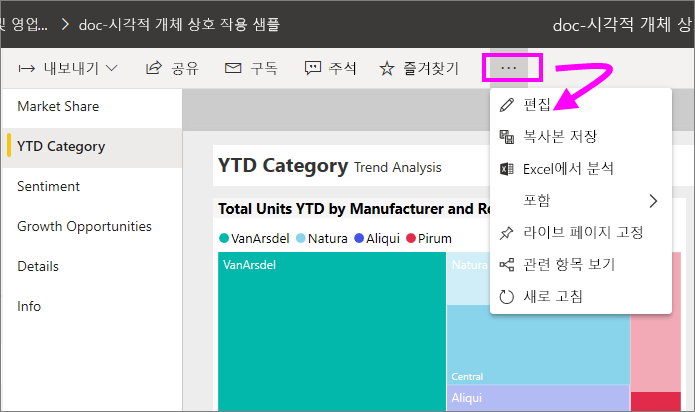 및 영업... > doc-시각적 개체 상호 작용 샘플
doc-시각적 개체 상
내보내기 공유 구독 주석 즐겨찾기 ...
Market Share
YTD Category
Sentiment
Growth Opportunities
Details
Info
편집
복사본 저장
Excel에서 분석
포함
라이브 페이지 고정
관련 항목 보기
새로 고침
YTD Category Trend Analysis
Total Units YTD by Manufacturer and Re
VanArsdel Natura Aliqui Pirum
VanArsdel
Natura
Central
Aliqui